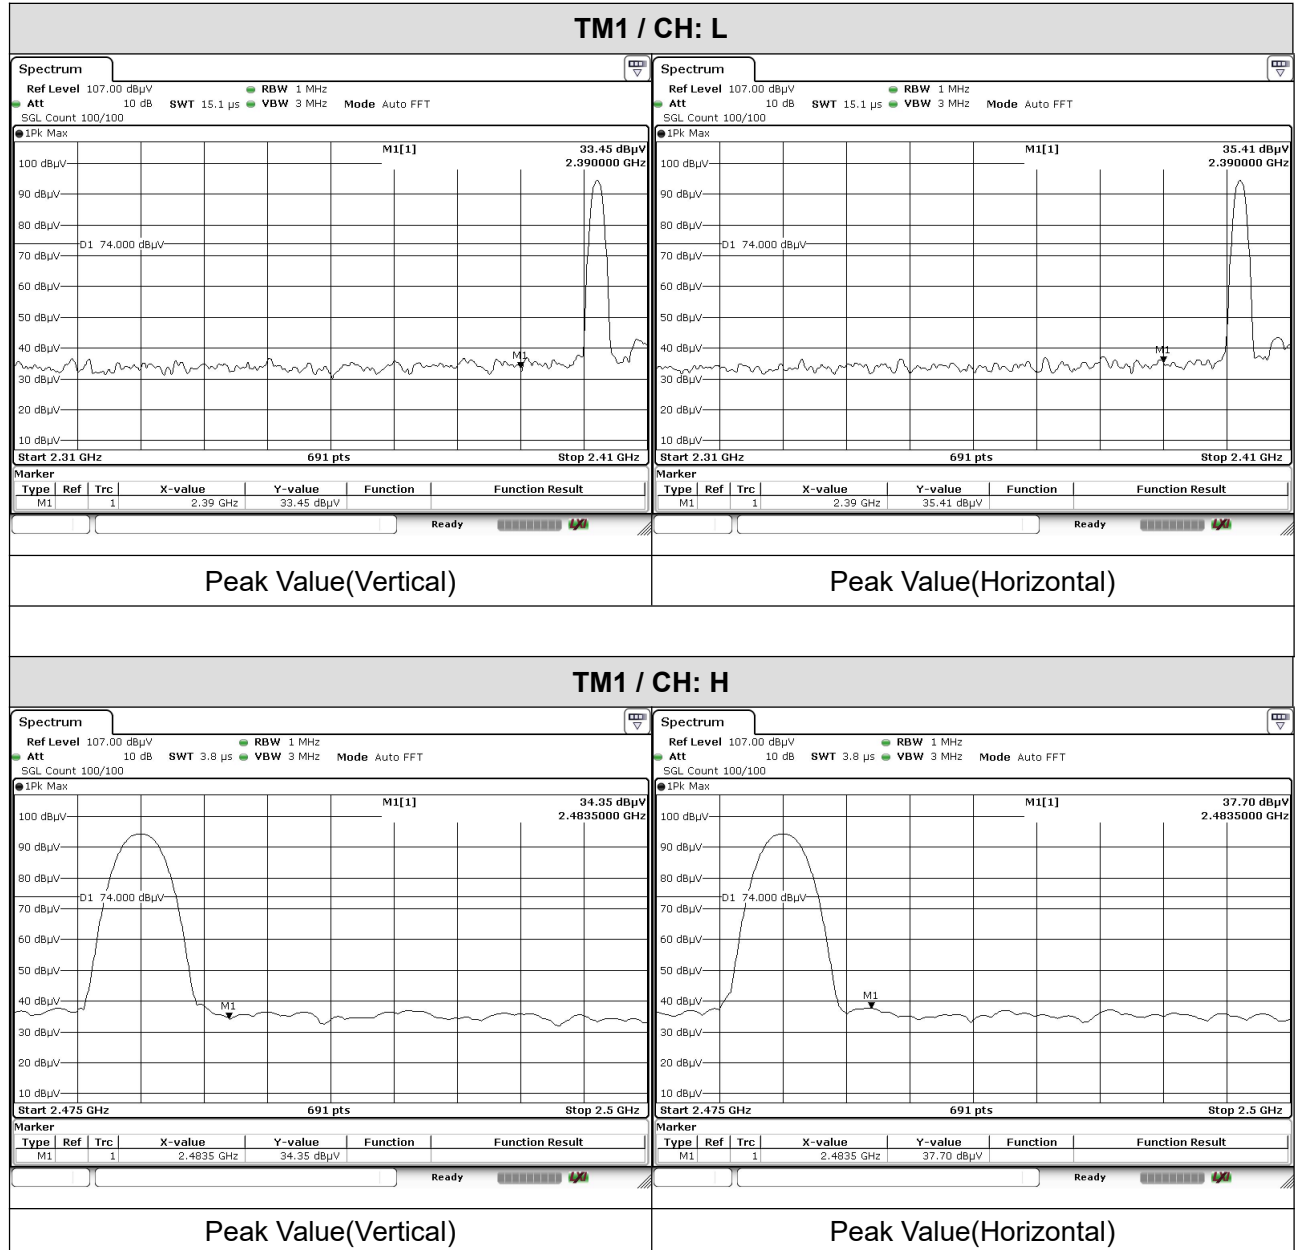 TM1 / CH: L
Spectrum
Ref Level 107.00 dBµV RBW 1 MHz
Att 10 dB SWT 15.1 µs VBW 3 MHz Mode Auto FFT
SGL Count 100/100
1Pk Max
M1[1] 33.45 dBµV
2.390000 GHz
100 dBµV
90 dBµV
80 dBµV
D1 74.000 dBµV
70 dBµV
60 dBµV
50 dBµV
40 dBµV
M1
30 dBµV
20 dBµV
10 dBµV
Start 2.31 GHz 691 pts Stop 2.41 GHz
Marker
Type Ref Trc X-value Y-value Function Function Result
M1 1 2.39 GHz 33.45 dBµV
Ready LXI
Peak Value(Vertical)
Spectrum
Ref Level 107.00 dBµV RBW 1 MHz
Att 10 dB SWT 15.1 µs VBW 3 MHz Mode Auto FFT
SGL Count 100/100
1Pk Max
M1[1] 35.41 dBµV
2.390000 GHz
100 dBµV
90 dBµV
80 dBµV
D1 74.000 dBµV
70 dBµV
60 dBµV
50 dBµV
40 dBµV
M1
30 dBµV
20 dBµV
10 dBµV
Start 2.31 GHz 691 pts Stop 2.41 GHz
Marker
Type Ref Trc X-value Y-value Function Function Result
M1 1 2.39 GHz 35.41 dBµV
Ready LXI
Peak Value(Horizontal)
TM1 / CH: H
Spectrum
Ref Level 107.00 dBµV RBW 1 MHz
Att 10 dB SWT 3.8 µs VBW 3 MHz Mode Auto FFT
SGL Count 100/100
1Pk Max
M1[1] 34.35 dBµV
2.4835000 GHz
100 dBµV
90 dBµV
80 dBµV
D1 74.000 dBµV
70 dBµV
60 dBµV
50 dBµV
40 dBµV
M1
30 dBµV
20 dBµV
10 dBµV
Start 2.475 GHz 691 pts Stop 2.5 GHz
Marker
Type Ref Trc X-value Y-value Function Function Result
M1 1 2.4835 GHz 34.35 dBµV
Ready LXI
Peak Value(Vertical)
Spectrum
Ref Level 107.00 dBµV RBW 1 MHz
Att 10 dB SWT 3.8 µs VBW 3 MHz Mode Auto FFT
SGL Count 100/100
1Pk Max
M1[1] 37.70 dBµV
2.4835000 GHz
100 dBµV
90 dBµV
80 dBµV
D1 74.000 dBµV
70 dBµV
60 dBµV
50 dBµV
40 dBµV
M1
30 dBµV
20 dBµV
10 dBµV
Start 2.475 GHz 691 pts Stop 2.5 GHz
Marker
Type Ref Trc X-value Y-value Function Function Result
M1 1 2.4835 GHz 37.70 dBµV
Ready LXI
Peak Value(Horizontal)